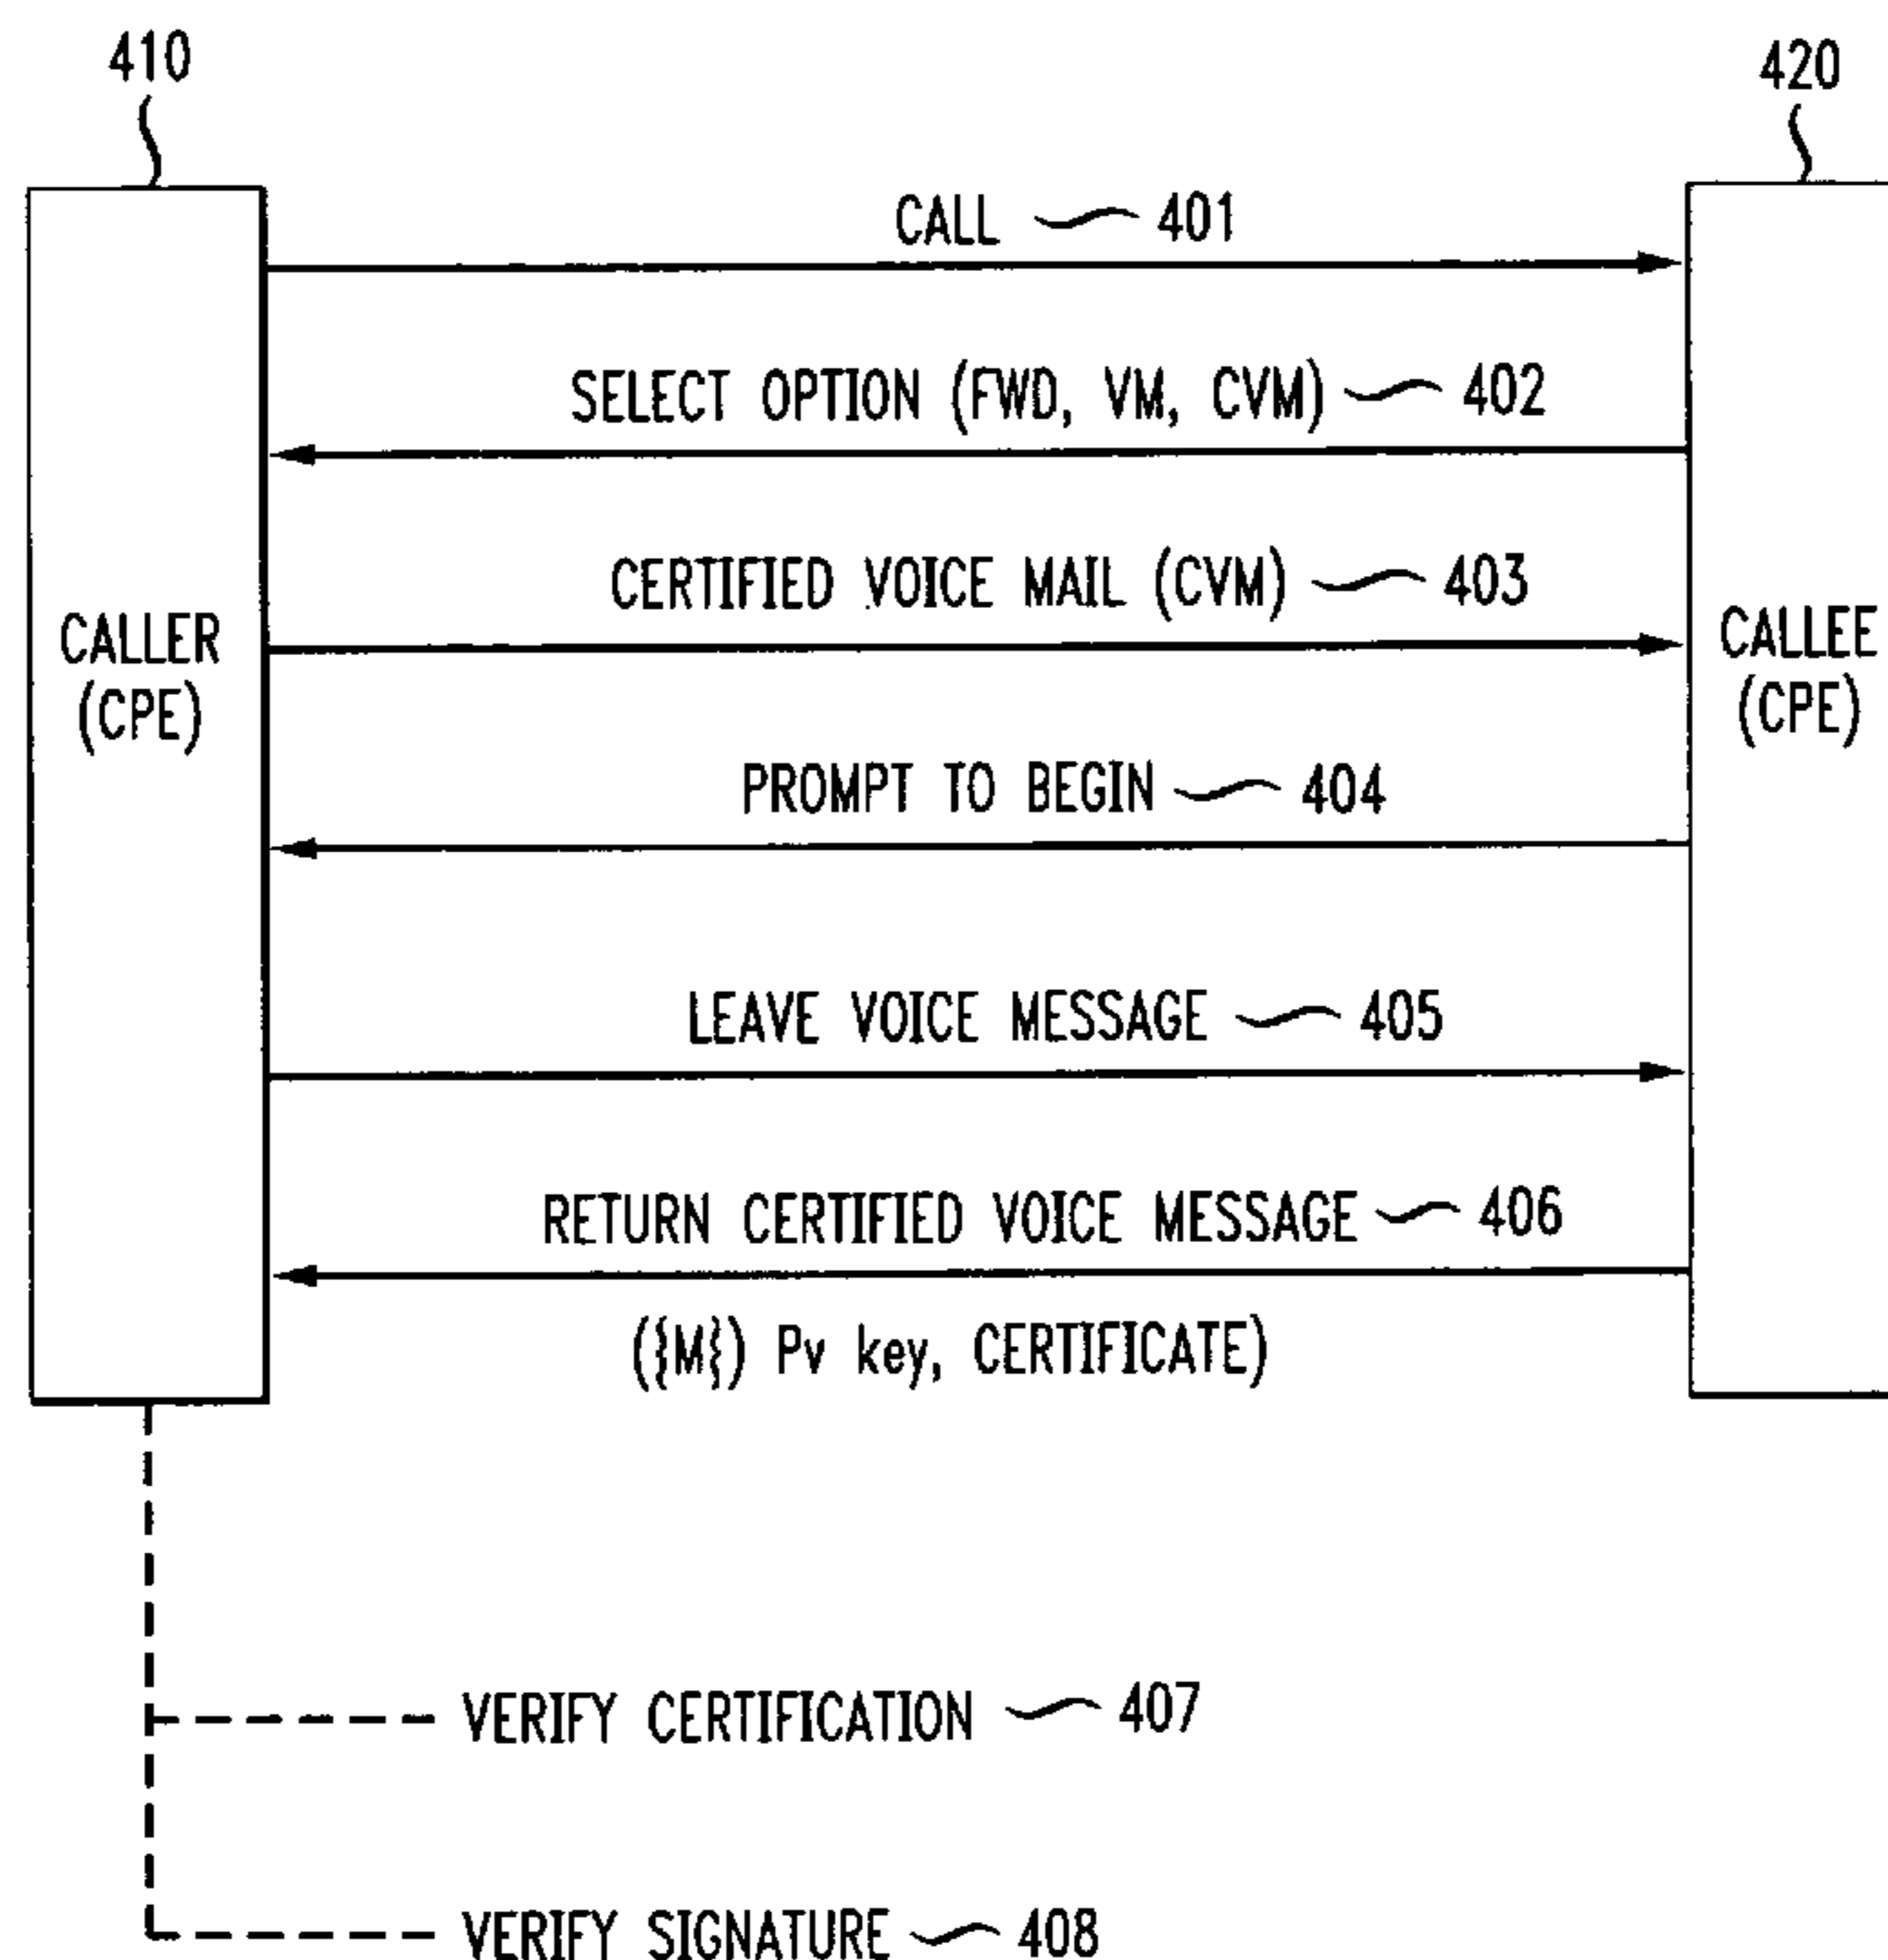 410
420
CALL 401
SELECT OPTION (FWD, VM, CVM) 402
CERTIFIED VOICE MAIL (CVM) 403
CALLER
(CPE)
CALLEE
(CPE)
PROMPT TO BEGIN 404
LEAVE VOICE MESSAGE 405
RETURN CERTIFIED VOICE MESSAGE 406
({M}) Pv key, CERTIFICATE)
VERIFY CERTIFICATION 407
VERIFY SIGNATURE 408